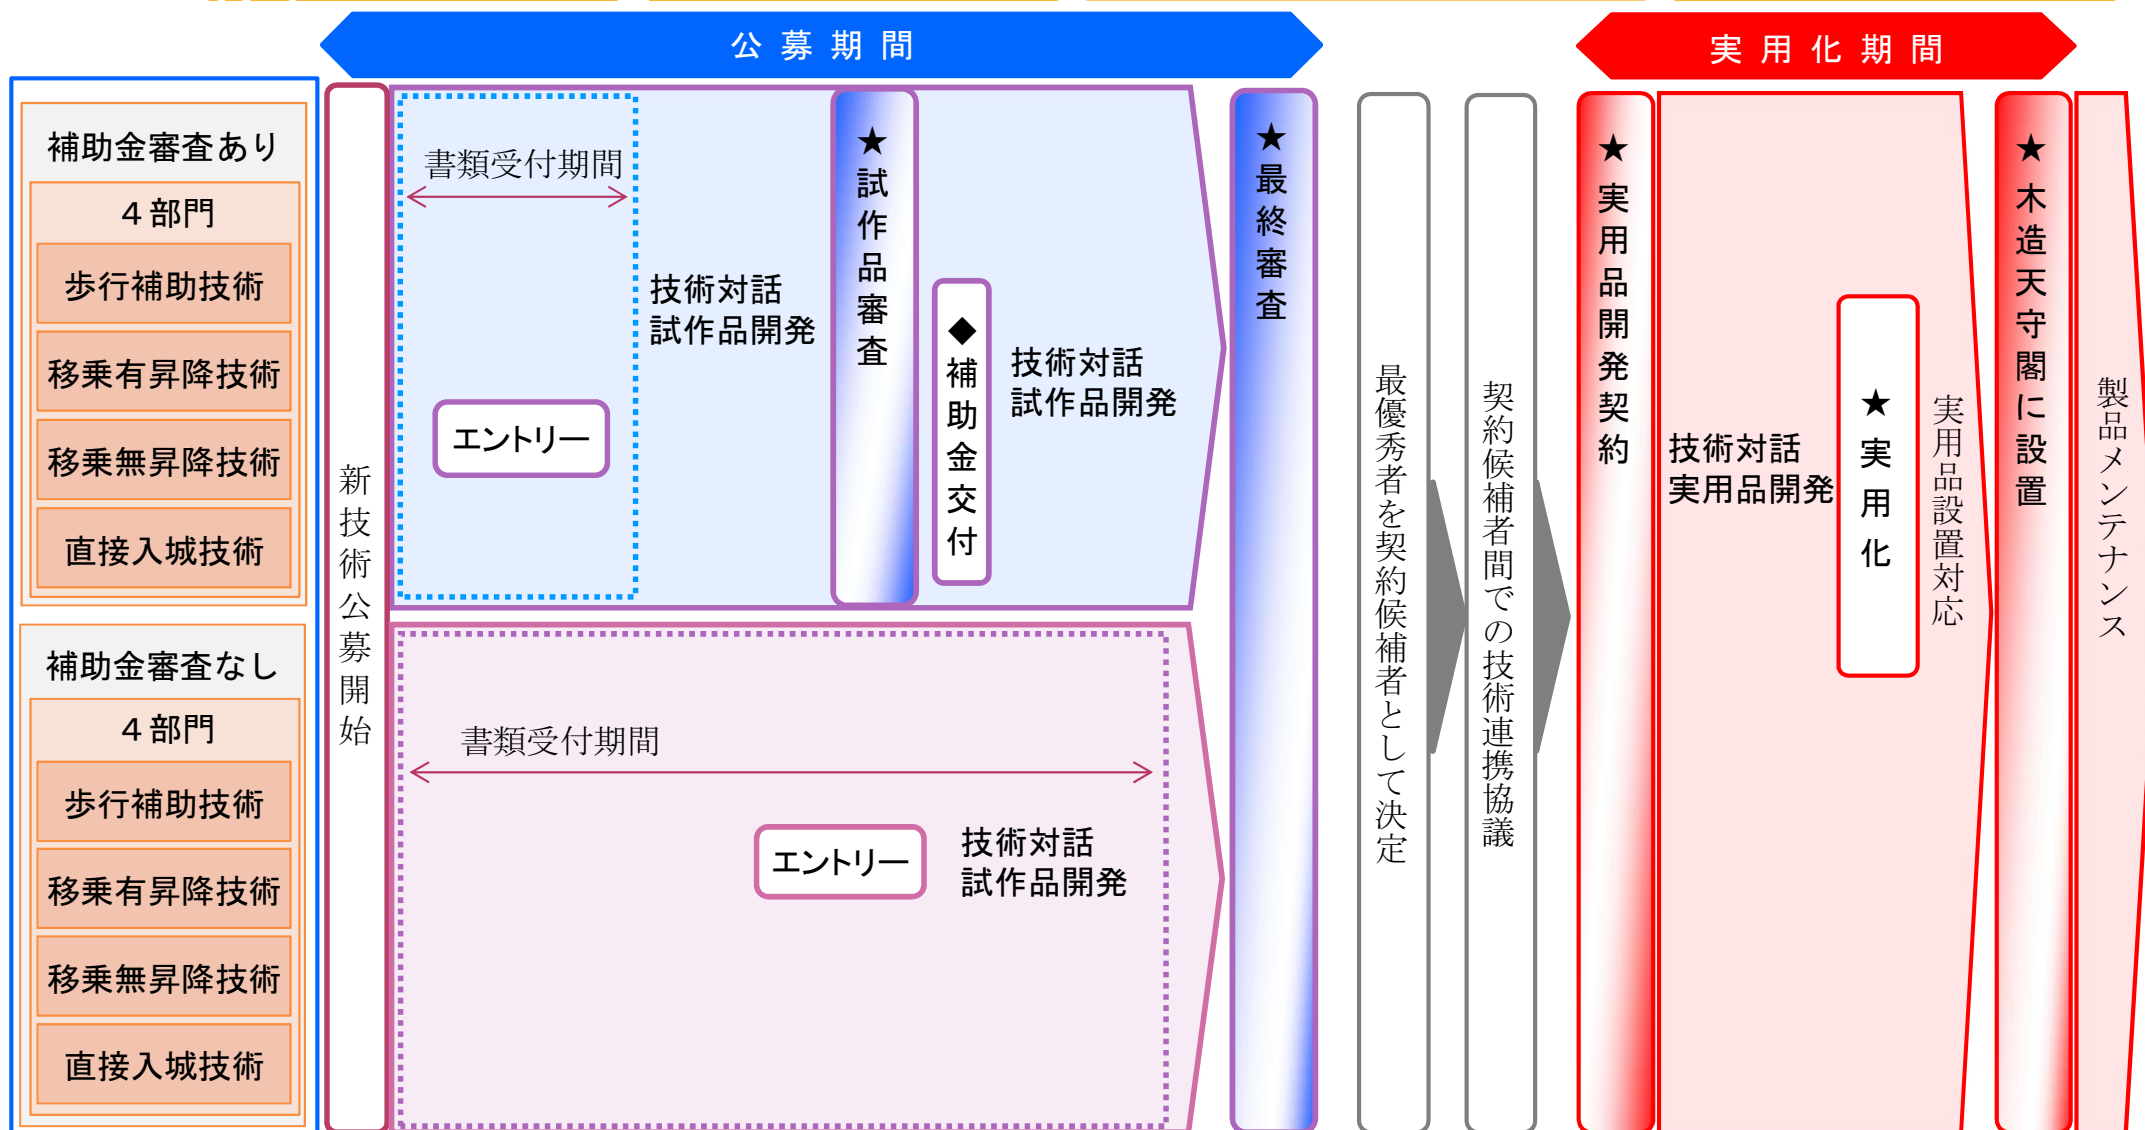 公募期間
実用化期間
補助金審査あり
４部門
歩行補助技術
移乗有昇降技術
移乗無昇降技術
直接入城技術
補助金審査なし
４部門
歩行補助技術
移乗有昇降技術
移乗無昇降技術
直接入城技術
新技術公募開始
書類受付期間
エントリー
技術対話
試作品開発
★試作品審査
◆補助金交付
技術対話
試作品開発
書類受付期間
エントリー
技術対話
試作品開発
★最終審査
最優秀者を契約候補者として決定
契約候補者間での技術連携協議
★実用品開発契約
技術対話
実用品開発
★実用化
実用品設置対応
★木造天守閣に設置
製品メンテナンス